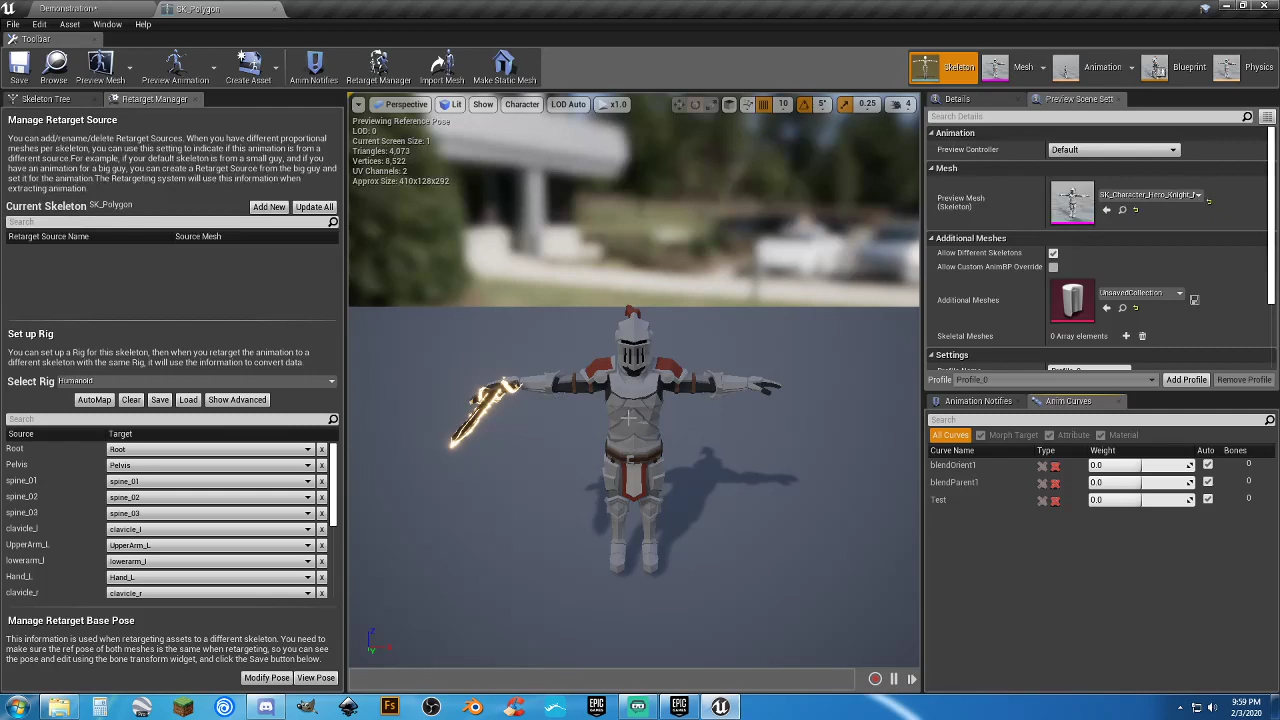 Demonstration*
SK_Polygon
File Edit Asset Window Help
Toolbar
Save Browse Preview Mesh Preview Animation Create Asset Anim Notifies Retarget Manager Import Mesh Make Static Mesh
Skeleton Mesh Animation Blueprint Physics
Skeleton Tree Retarget Manager
Manage Retarget Source
You can add/rename/delete Retarget Sources. When you have different proportional
meshes per skeleton, you can use this setting to indicate if this animation is from a
different source.For example, if your default skeleton is from a small guy, and if you
have an animation for a big guy, you can create a Retarget Source from the big guy and
set it for the animation.The Retargeting system will use this information when
extracting animation.
Current Skeleton SK_Polygon Add New Update All
Search
Retarget Source Name Source Mesh
Set up Rig
You can set up a Rig for this skeleton, then when you retarget the animation to a
different skeleton with the same Rig, it will use the information to convert data.
Select Rig Humanoid
AutoMap Clear Save Load Show Advanced
Search
Source Target
Root Root x
Pelvis Pelvis x
spine_01 spine_01 x
spine_02 spine_02 x
spine_03 spine_03 x
clavicle_l clavicle_l x
UpperArm_L UpperArm_L x
lowerarm_l lowerarm_l x
Hand_L Hand_L x
clavicle_r clavicle_r x
Manage Retarget Base Pose
This information is used when retargeting assets to a different skeleton. You need to
make sure the ref pose of both meshes is the same when retargeting, so you can see
the pose and edit using the bone transform widget, and click the Save button below.
Modify Pose View Pose
Perspective Lit Show Character LOD Auto x1.0 10 5° 0.25 4
Previewing Reference Pose
LOD: 0
Current Screen Size: 1
Triangles: 4,073
Vertices: 8,522
UV Channels: 2
Approx Size: 410x128x292
Z
Y
Details Preview Scene Sett
Search Details
Animation
Preview Controller Default
Mesh
Preview Mesh
(Skeleton)
SK_Character_Hero_Knight_
Additional Meshes
Allow Different Skeletons
Allow Custom AnimBP Override
Additional Meshes UnsavedCollection
Skeletal Meshes 0 Array elements
Settings
Profile Profile_0 Add Profile Remove Profile
Animation Notifies Anim Curves
Search
All Curves Morph Target Attribute Material
Curve Name Type Weight Auto Bones
blendOrient1 0.0 0
blendParent1 0.0 0
Test 0.0 0
Pro Fs EPIC GAMES EPIC GAMES
9:59 PM
2/3/2020